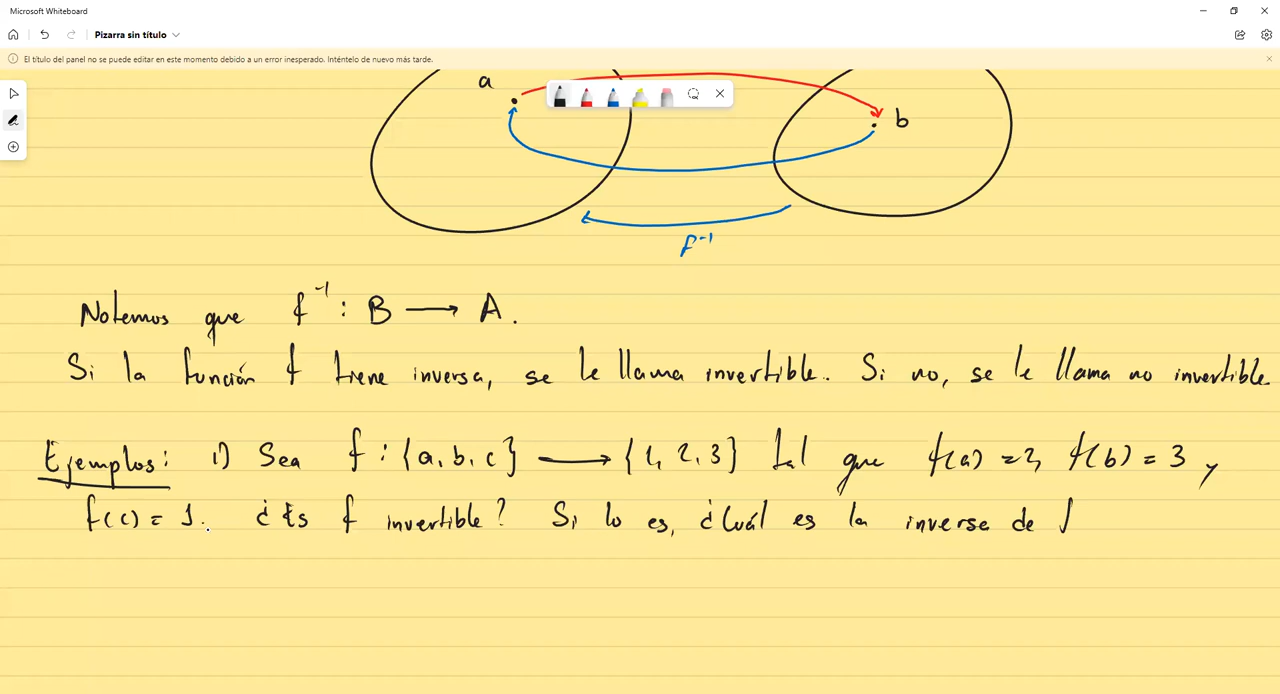 Microsoft Whiteboard
Pizarra sin título
El título del panel no se puede editar en este momento debido a un error inesperado. Inténtelo de nuevo más tarde.
a
b
f⁻¹
Notemos que f⁻¹ : B ⟶ A.
Si la función f tiene inversa, se le llama invertible. Si no, se le llama no invertible
Ejemplos: 1) Sea f : {a, b, c} ⟶ {1, 2, 3} tal que f(a) = 2, f(b) = 3 y
f(c) = 1. ¿Es f invertible? Si lo es, ¿Cuál es la inversa de f